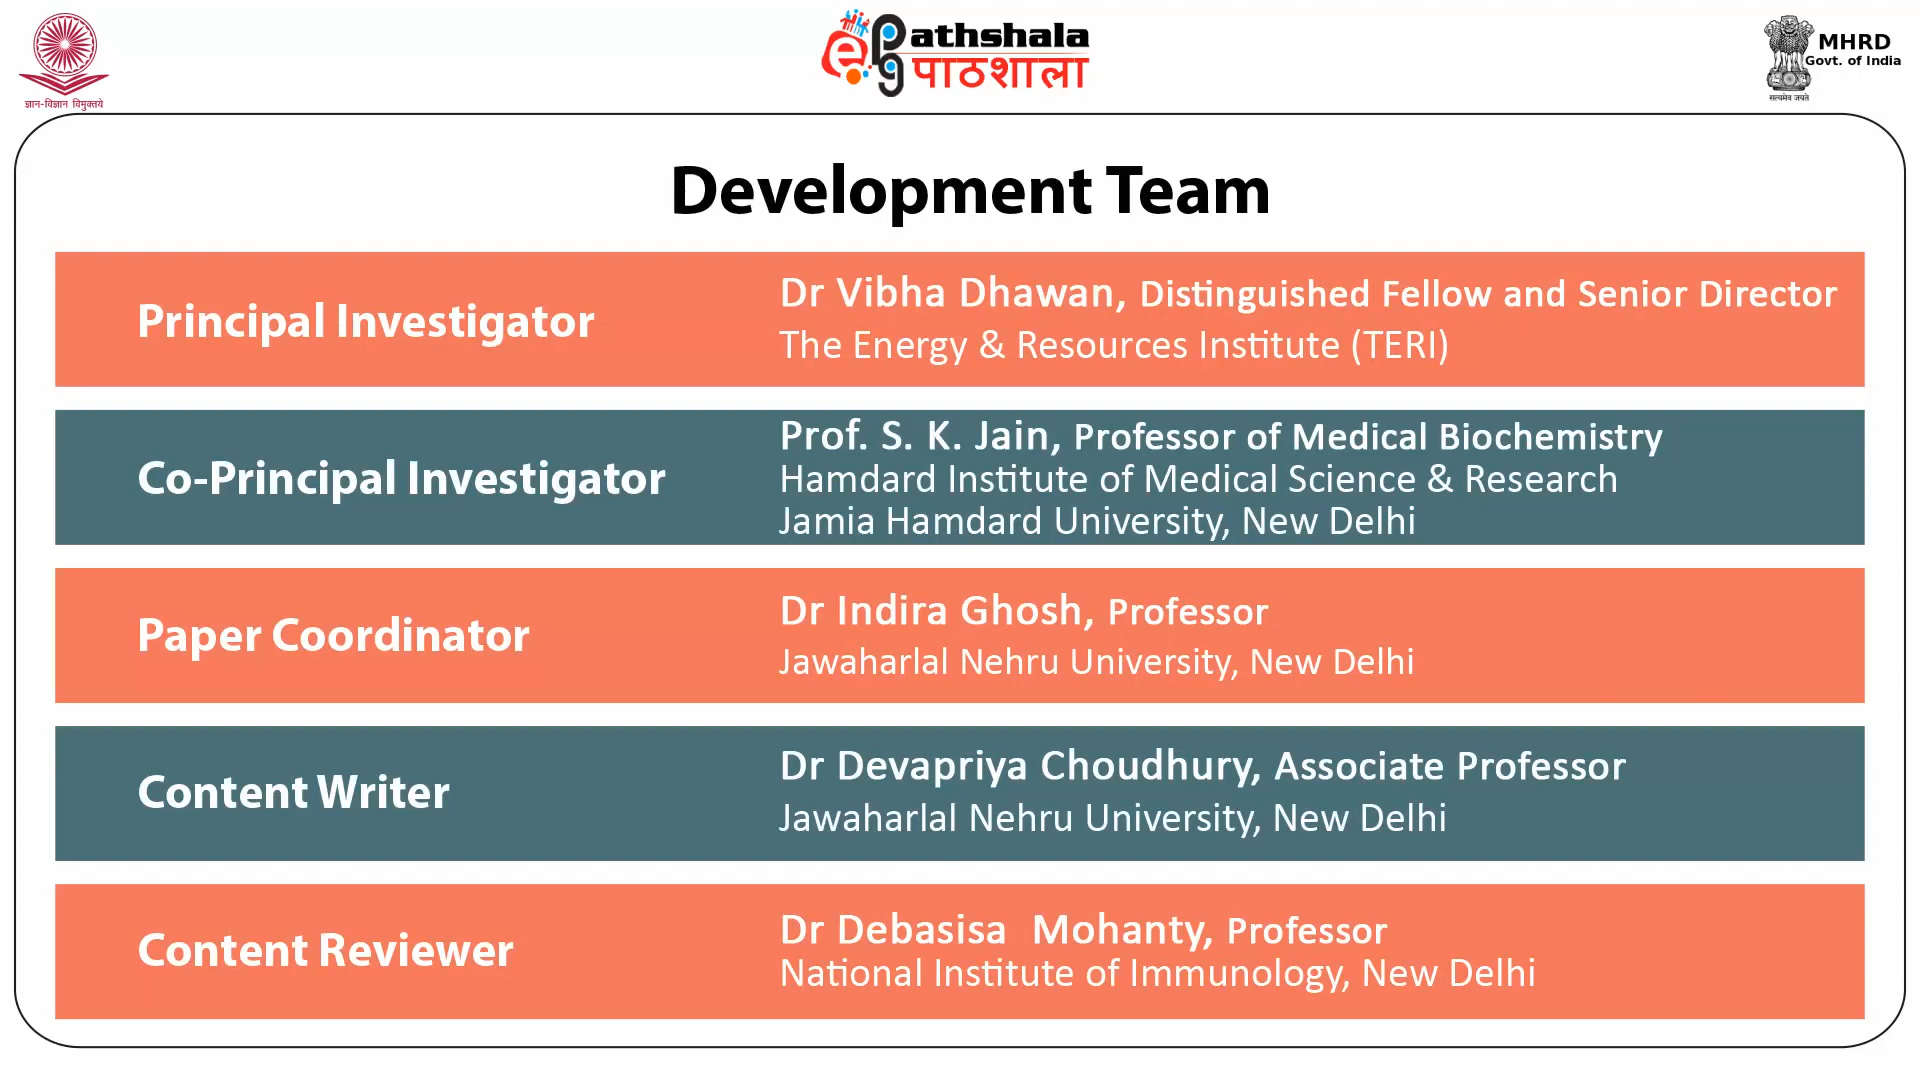 ज्ञान-विज्ञान विमुक्तये
e PG athshala
पाठशाला
MHRD
Govt. of India
सत्यमेव जयते
Development Team
Principal Investigator
Dr Vibha Dhawan, Distinguished Fellow and Senior Director
The Energy & Resources Institute (TERI)
Co-Principal Investigator
Prof. S. K. Jain, Professor of Medical Biochemistry
Hamdard Institute of Medical Science & Research
Jamia Hamdard University, New Delhi
Paper Coordinator
Dr Indira Ghosh, Professor
Jawaharlal Nehru University, New Delhi
Content Writer
Dr Devapriya Choudhury, Associate Professor
Jawaharlal Nehru University, New Delhi
Content Reviewer
Dr Debasisa  Mohanty, Professor
National Institute of Immunology, New Delhi